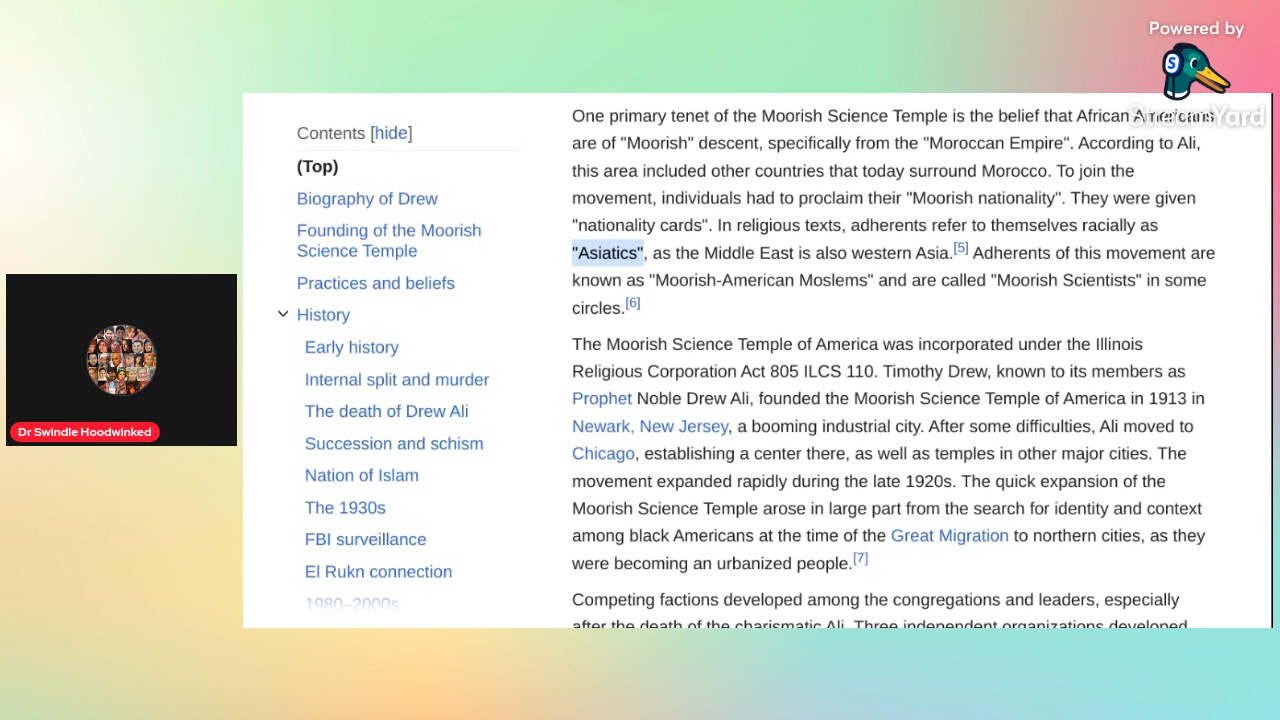 Powered by
StreamYard
Contents [hide]
(Top)
Biography of Drew
Founding of the Moorish
Science Temple
Practices and beliefs
History
Early history
Internal split and murder
The death of Drew Ali
Succession and schism
Nation of Islam
The 1930s
FBI surveillance
El Rukn connection
1980–2000s
One primary tenet of the Moorish Science Temple is the belief that African Americans
are of "Moorish" descent, specifically from the "Moroccan Empire". According to Ali,
this area included other countries that today surround Morocco. To join the
movement, individuals had to proclaim their "Moorish nationality". They were given
"nationality cards". In religious texts, adherents refer to themselves racially as
"Asiatics", as the Middle East is also western Asia.[5] Adherents of this movement are
known as "Moorish-American Moslems" and are called "Moorish Scientists" in some
circles.[6]
The Moorish Science Temple of America was incorporated under the Illinois
Religious Corporation Act 805 ILCS 110. Timothy Drew, known to its members as
Prophet Noble Drew Ali, founded the Moorish Science Temple of America in 1913 in
Newark, New Jersey, a booming industrial city. After some difficulties, Ali moved to
Chicago, establishing a center there, as well as temples in other major cities. The
movement expanded rapidly during the late 1920s. The quick expansion of the
Moorish Science Temple arose in large part from the search for identity and context
among black Americans at the time of the Great Migration to northern cities, as they
were becoming an urbanized people.[7]
Competing factions developed among the congregations and leaders, especially
after the death of the charismatic Ali. Three independent organizations developed
Dr Swindle Hoodwinked